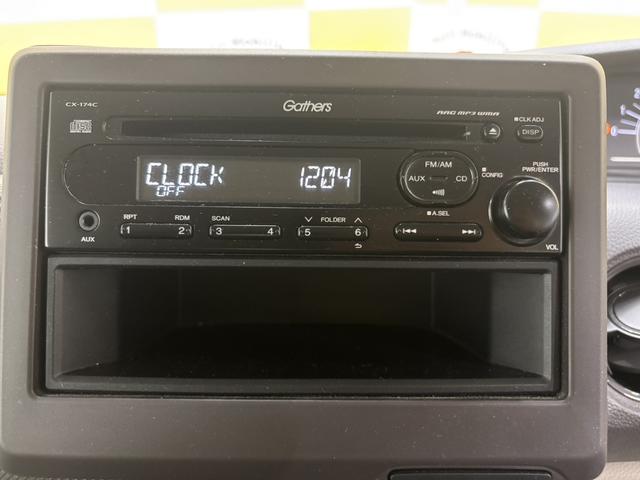 CX-174C
Gathers
AAC MP3 WMA
CLK ADJ
DISP
CLOCK 1204
OFF
FM/AM
AUX CD
CONFIG
PUSH
PWR/ENTER
A.SEL
VOL
AUX
RPT RDM SCAN FOLDER
1 2 3 4 5 6